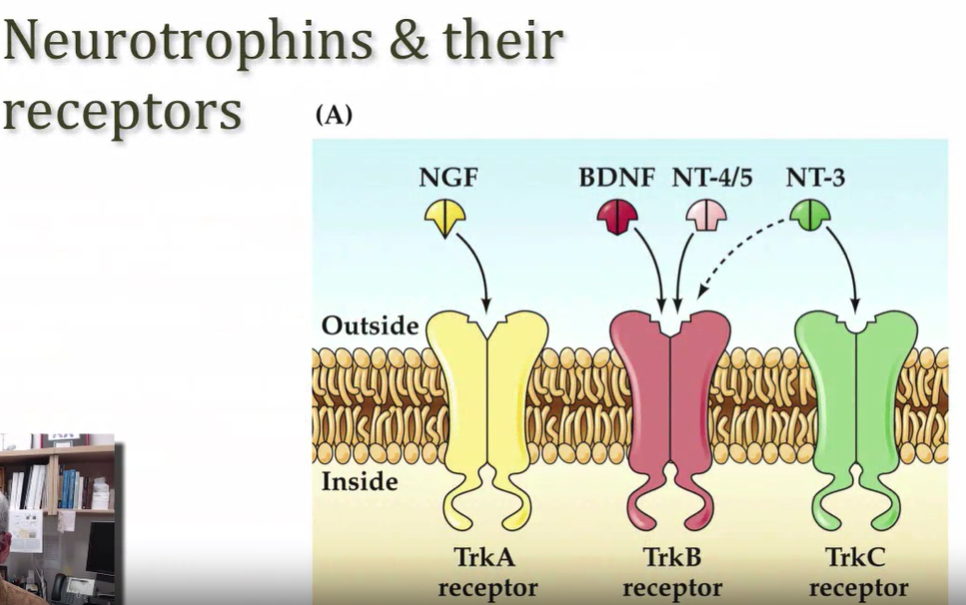 Neurotrophins & their
receptors
(A)
NGF
BDNF NT-4/5 NT-3
Outside
Inside
TrkA
receptor
TrkB
receptor
TrkC
receptor